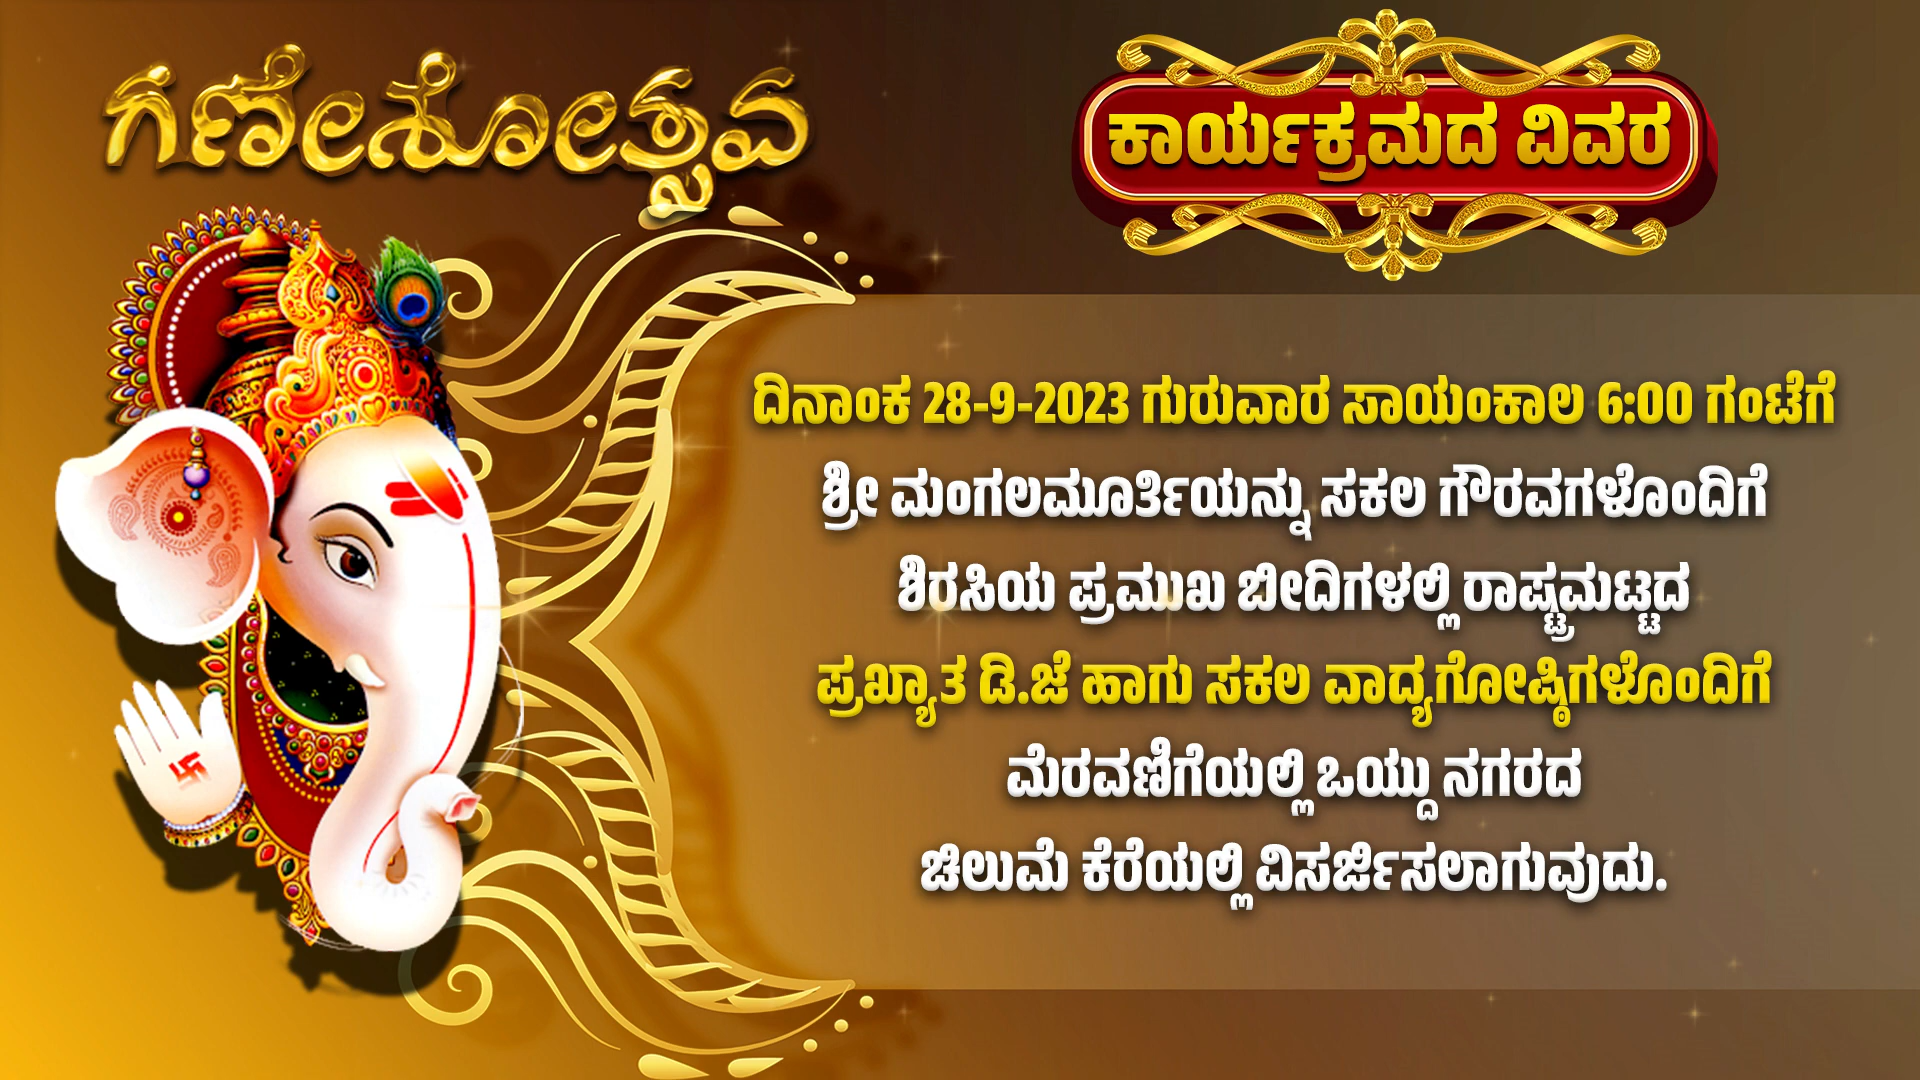 ಗಣೇಶೋತ್ಸವ
ಕಾರ್ಯಕ್ರಮದ ವಿವರ
ದಿನಾಂಕ 28-9-2023 ಗುರುವಾರ ಸಾಯಂಕಾಲ 6:00 ಗಂಟೆಗೆ
ಶ್ರೀ ಮಂಗಲಮೂರ್ತಿಯನ್ನು ಸಕಲ ಗೌರವಗಳೊಂದಿಗೆ
ಶಿರಸಿಯ ಪ್ರಮುಖ ಬೀದಿಗಳಲ್ಲಿ ರಾಷ್ಟ್ರಮಟ್ಟದ
ಪ್ರಖ್ಯಾತ ಡಿ.ಜೆ ಹಾಗು ಸಕಲ ವಾದ್ಯಗೋಷ್ಠಿಗಳೊಂದಿಗೆ
ಮೆರವಣಿಗೆಯಲ್ಲಿ ಒಯ್ದು ನಗರದ
ಚಿಲುಮೆ ಕೆರೆಯಲ್ಲಿ ವಿಸರ್ಜಿಸಲಾಗುವುದು.